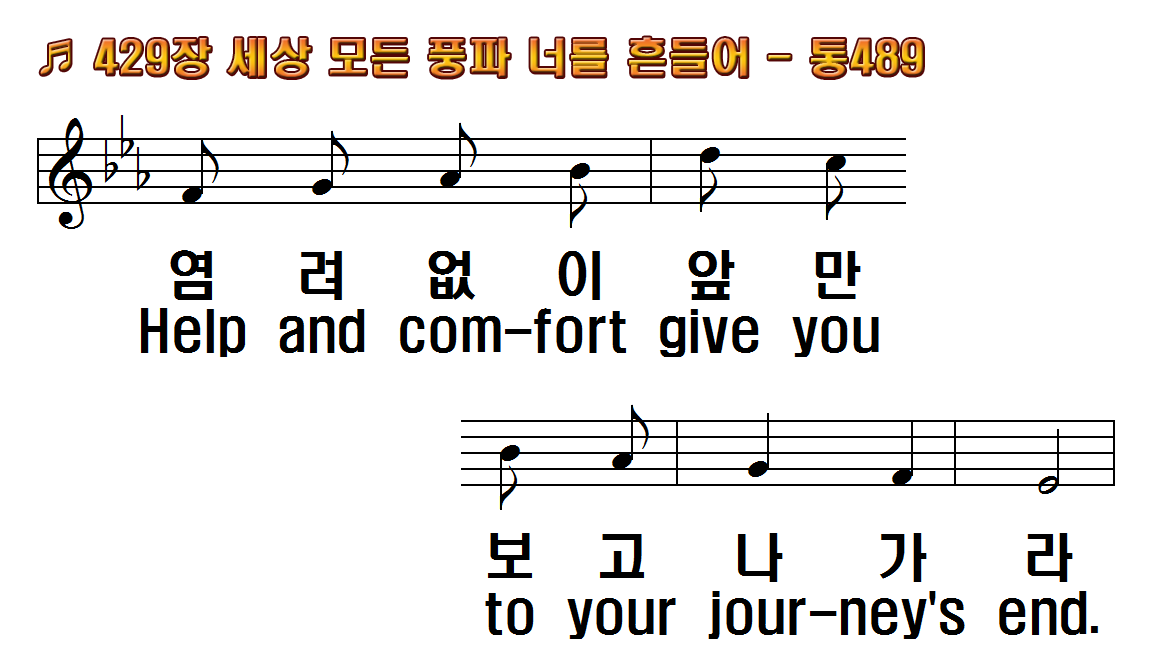 ♬ 429장 세상 모든 풍파 너를 흔들어 - 통489
염 려 없 이 앞 만
Help and com-fort give you
보 고 나 가 라
to your jour-ney's end.